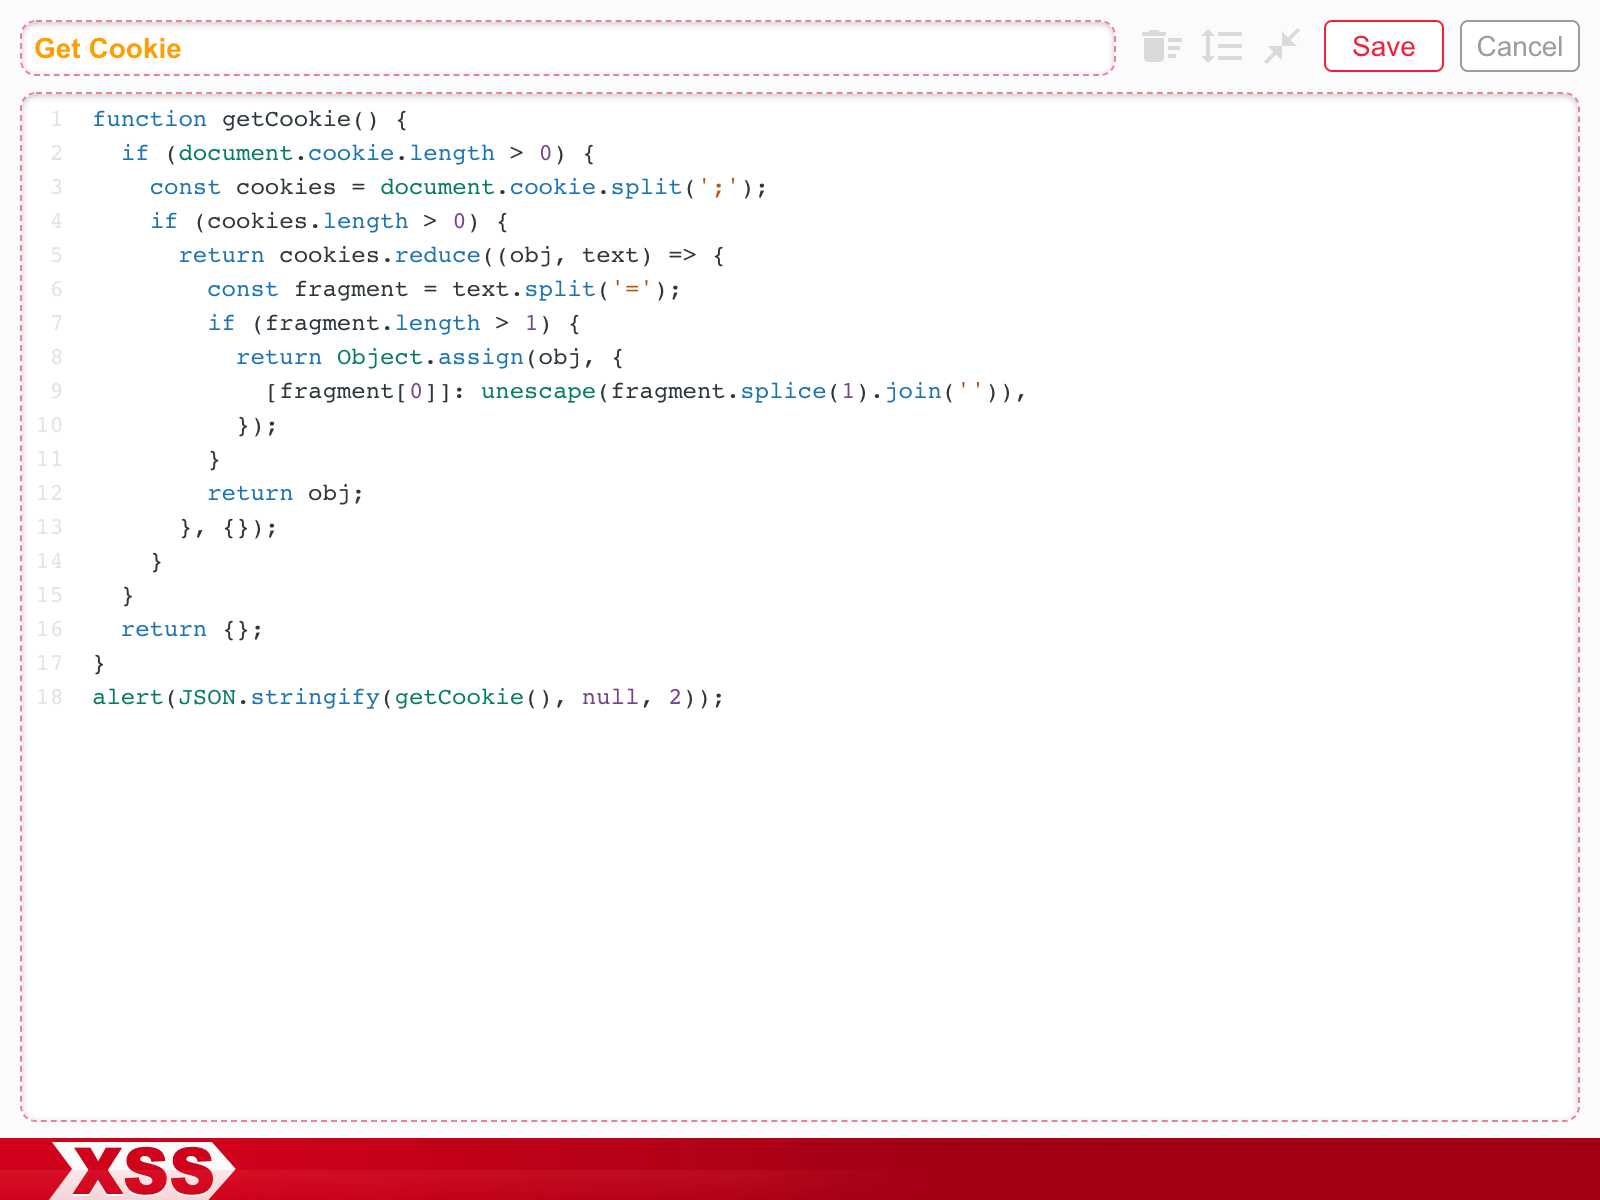 Get Cookie
Save
Cancel
1 function getCookie() {
2   if (document.cookie.length > 0) {
3     const cookies = document.cookie.split(';');
4     if (cookies.length > 0) {
5       return cookies.reduce((obj, text) => {
6         const fragment = text.split('=');
7         if (fragment.length > 1) {
8           return Object.assign(obj, {
9             [fragment[0]]: unescape(fragment.splice(1).join('')),
10           });
11         }
12         return obj;
13       }, {});
14     }
15   }
16   return {};
17 }
18 alert(JSON.stringify(getCookie(), null, 2));
XSS